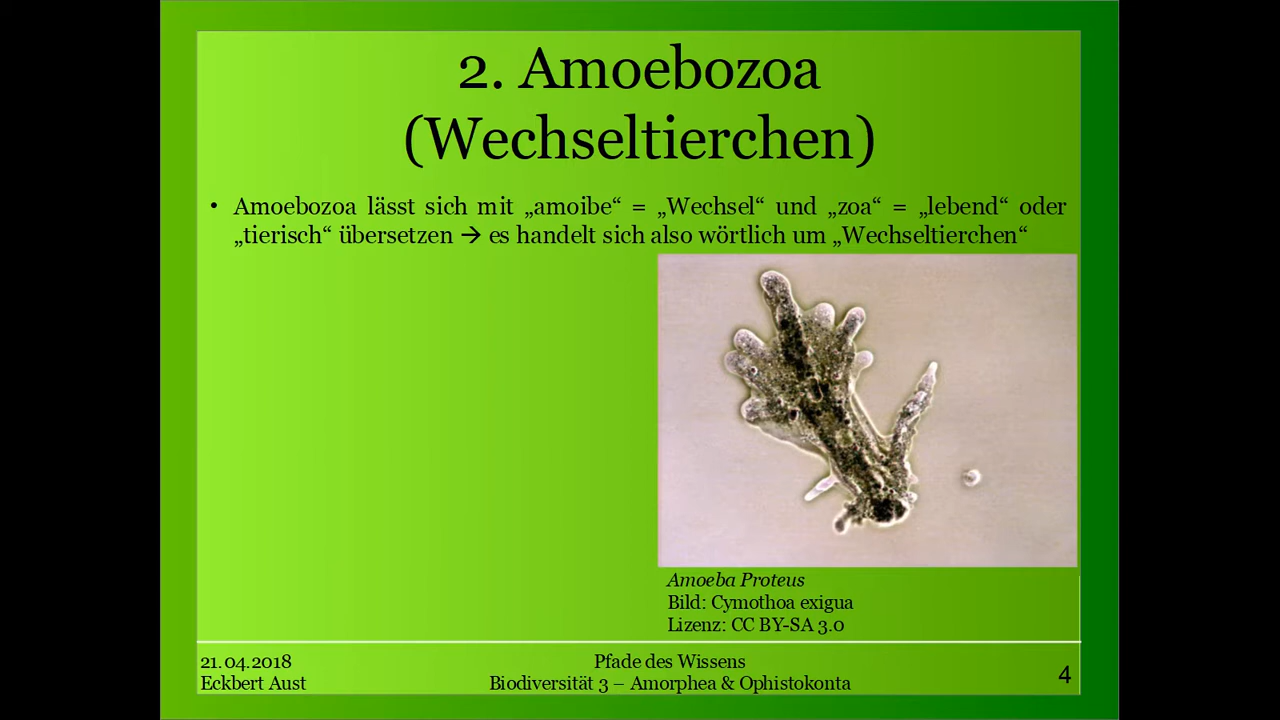 2. Amoebozoa
(Wechseltierchen)
• Amoebozoa lässt sich mit „amoibe“ = „Wechsel“ und „zoa“ = „lebend“ oder
„tierisch“ übersetzen → es handelt sich also wörtlich um „Wechseltierchen“
Amoeba Proteus
Bild: Cymothoa exigua
Lizenz: CC BY-SA 3.0
21.04.2018
Eckbert Aust
Pfade des Wissens
Biodiversität 3 – Amorphea & Ophistokonta
4